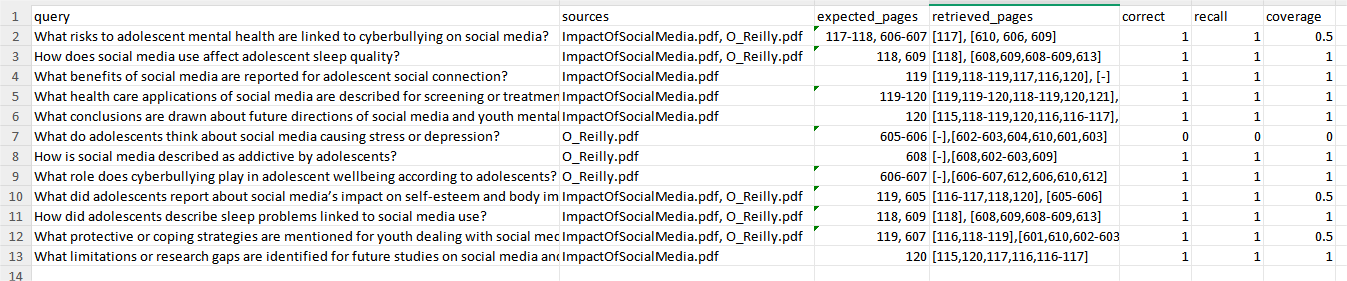 1 query sources expected_pages retrieved_pages correct recall coverage
2 What risks to adolescent mental health are linked to cyberbullying on social media? ImpactOfSocialMedia.pdf, O_Reilly.pdf 117-118, 606-607 [117], [610, 606, 609] 1 1 0.5
3 How does social media use affect adolescent sleep quality? ImpactOfSocialMedia.pdf, O_Reilly.pdf 118, 609 [118], [608,609,608-609,613] 1 1 1
4 What benefits of social media are reported for adolescent social connection? ImpactOfSocialMedia.pdf 119 [119,118-119,117,116,120], [-] 1 1 1
5 What health care applications of social media are described for screening or treatmen ImpactOfSocialMedia.pdf 119-120 [119,119-120,118-119,120,121], 1 1 1
6 What conclusions are drawn about future directions of social media and youth mental ImpactOfSocialMedia.pdf 120 [115,118-119,120,116,116-117], 1 1 1
7 What do adolescents think about social media causing stress or depression? O_Reilly.pdf 605-606 [-],[602-603,604,610,601,603] 0 0 0
8 How is social media described as addictive by adolescents? O_Reilly.pdf 608 [-],[608,602-603,609] 1 1 1
9 What role does cyberbullying play in adolescent wellbeing according to adolescents? O_Reilly.pdf 606-607 [-],[606-607,612,606,610,612] 1 1 1
10 What did adolescents report about social media's impact on self-esteem and body im ImpactOfSocialMedia.pdf, O_Reilly.pdf 119, 605 [116-117,118,120], [605-606] 1 1 0.5
11 How did adolescents describe sleep problems linked to social media use? ImpactOfSocialMedia.pdf, O_Reilly.pdf 118, 609 [118], [608,609,608-609,613] 1 1 1
12 What protective or coping strategies are mentioned for youth dealing with social med ImpactOfSocialMedia.pdf, O_Reilly.pdf 119, 607 [116,118-119],[601,610,602-603 1 1 0.5
13 What limitations or research gaps are identified for future studies on social media and ImpactOfSocialMedia.pdf 120 [115,120,117,116,116-117] 1 1 1
14